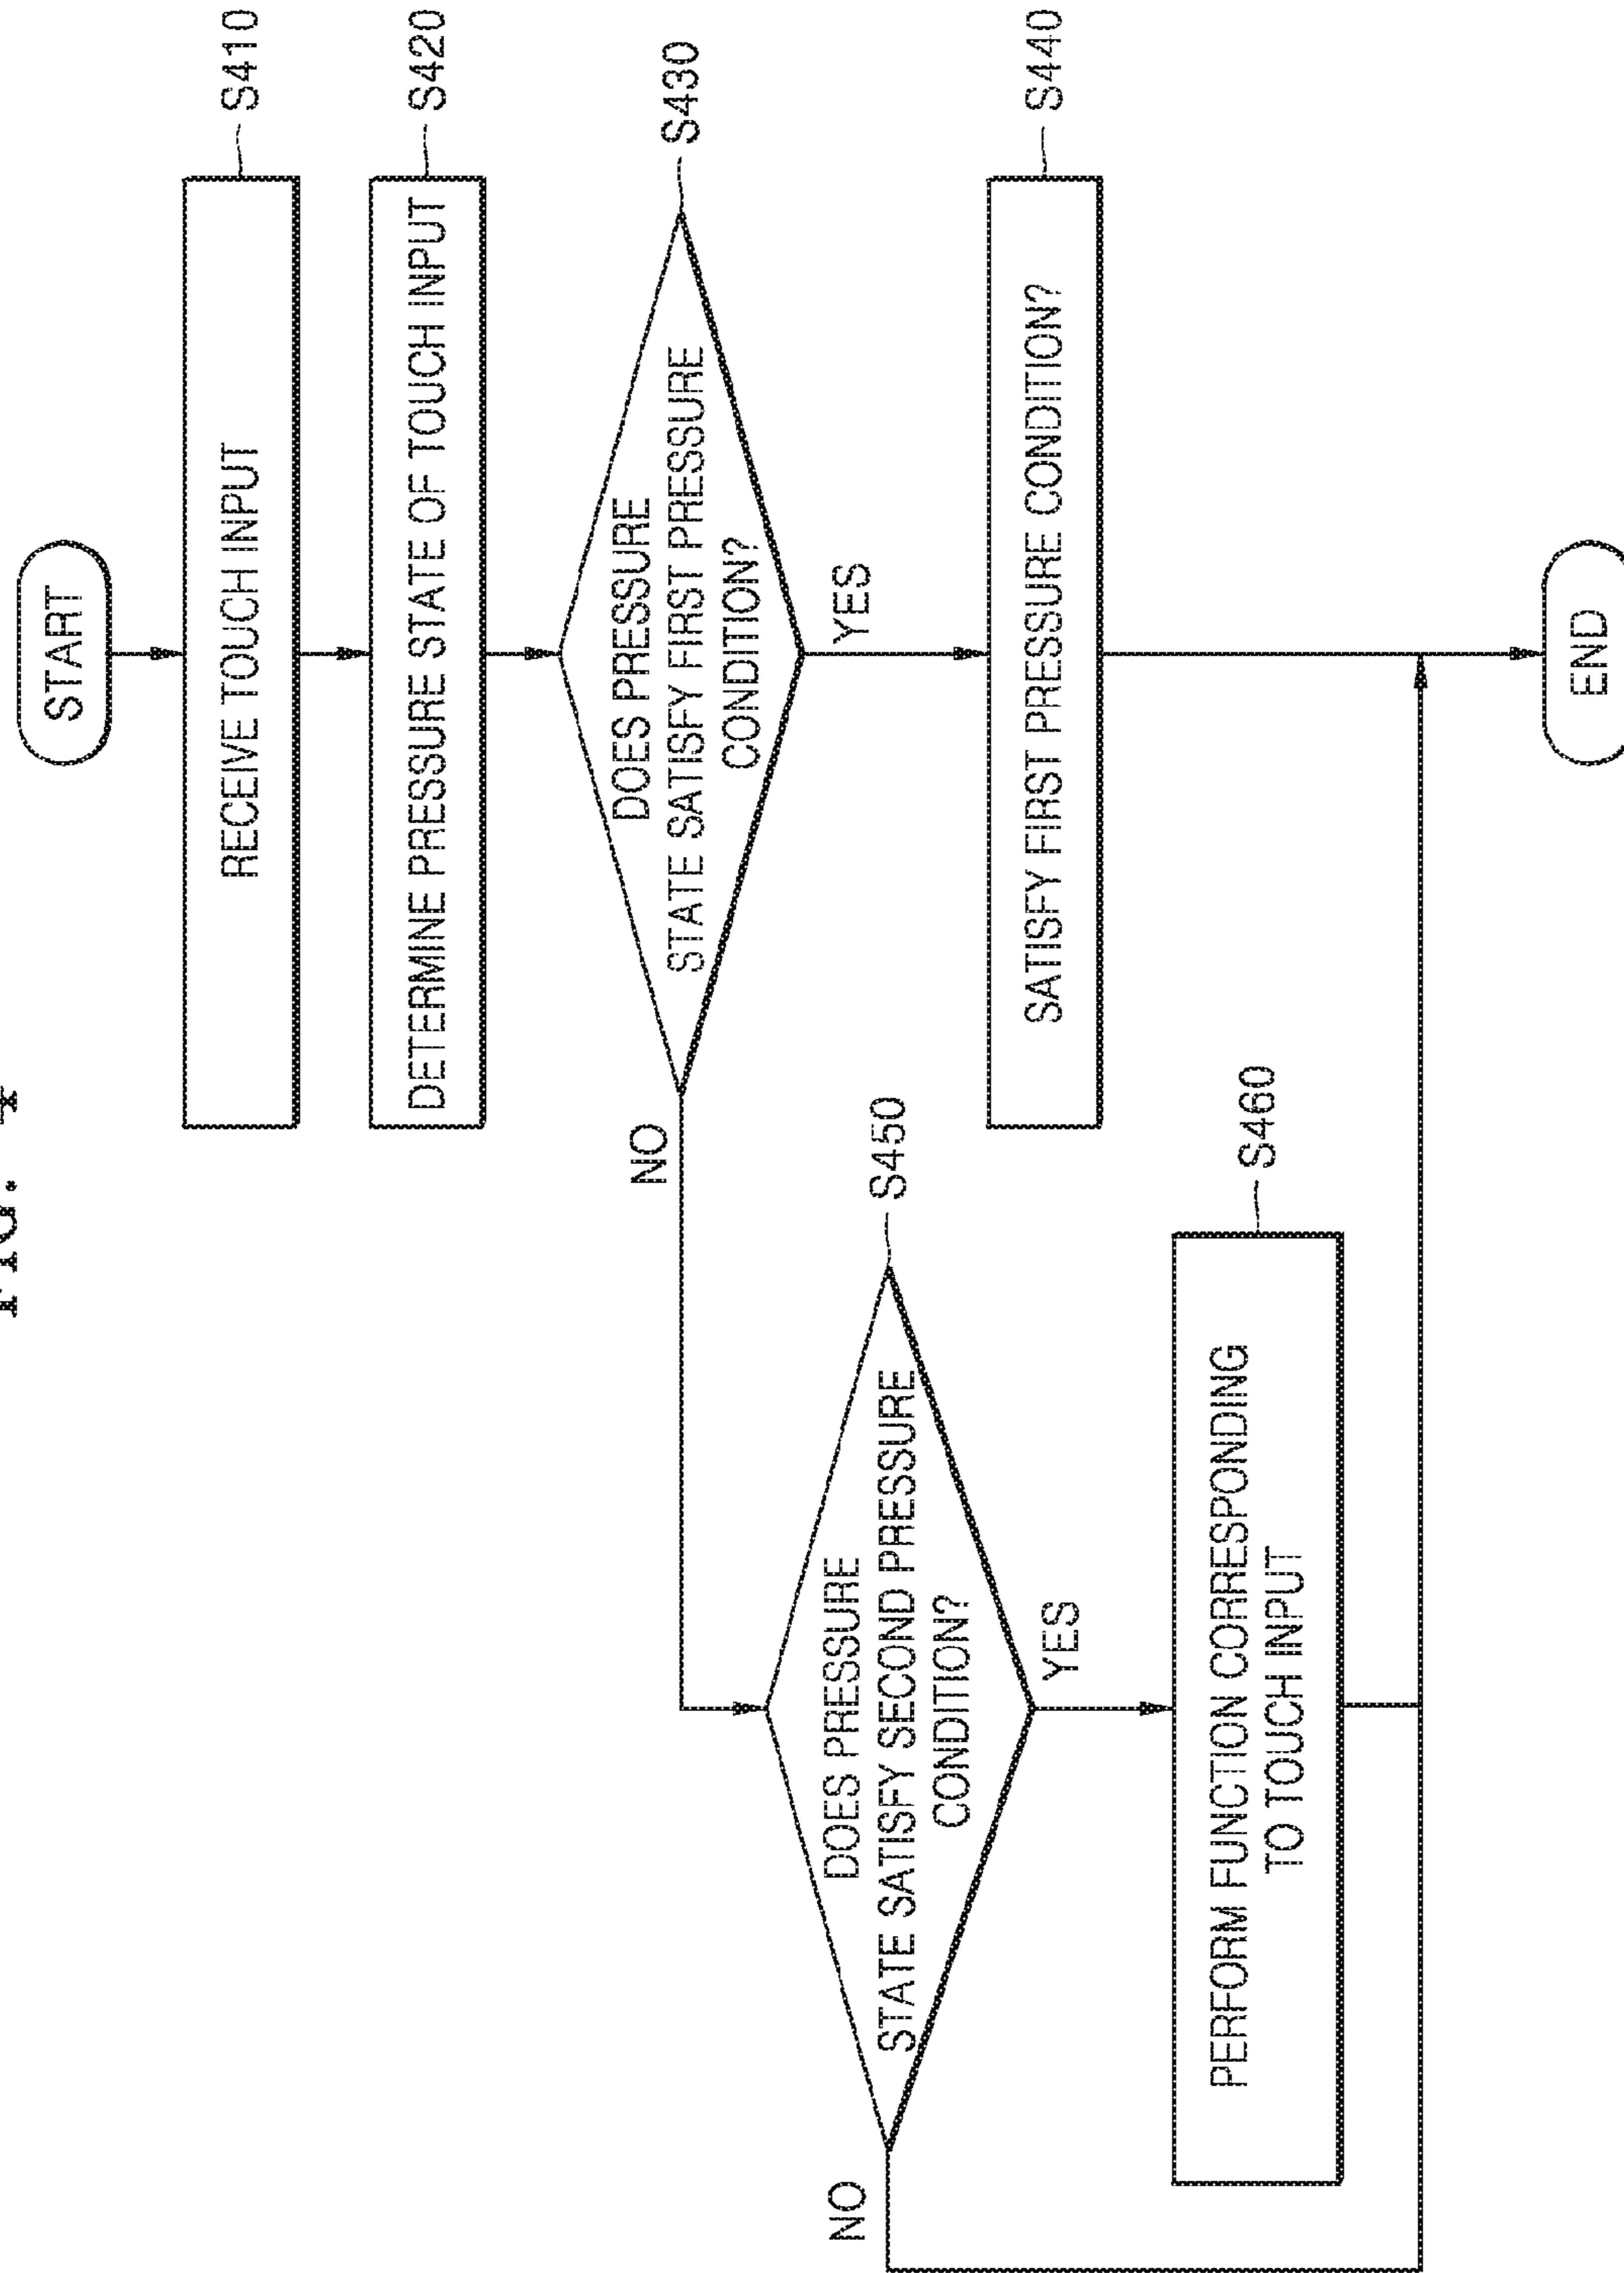 FIG. 4
START
RECEIVE TOUCH INPUT
S410
DETERMINE PRESSURE STATE OF TOUCH INPUT
S420
DOES PRESSURE
STATE SATISFY FIRST PRESSURE
CONDITION?
S430
NO
YES
DOES PRESSURE
STATE SATISFY SECOND PRESSURE
CONDITION?
S450
NO
YES
SATISFY FIRST PRESSURE CONDITION?
S440
PERFORM FUNCTION CORRESPONDING
TO TOUCH INPUT
S460
END